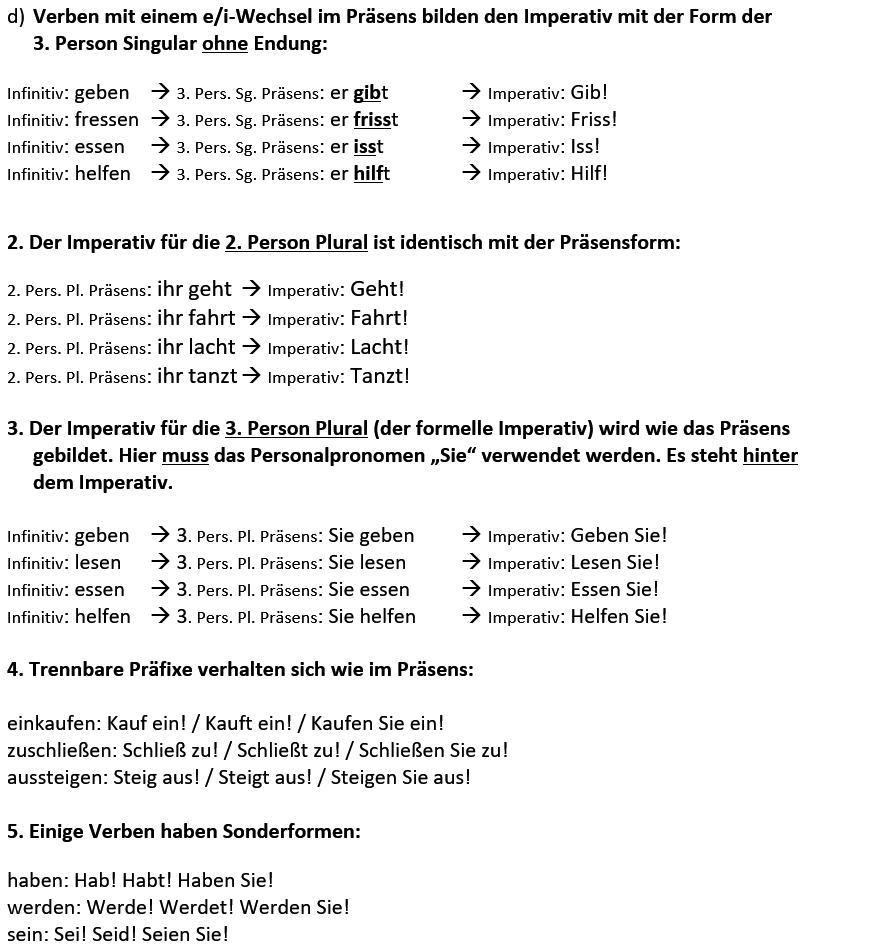 d) Verben mit einem e/i-Wechsel im Präsens bilden den Imperativ mit der Form der
3. Person Singular ohne Endung:
Infinitiv: geben → 3. Pers. Sg. Präsens: er gibt → Imperativ: Gib!
Infinitiv: fressen → 3. Pers. Sg. Präsens: er frisst → Imperativ: Friss!
Infinitiv: essen → 3. Pers. Sg. Präsens: er isst → Imperativ: Iss!
Infinitiv: helfen → 3. Pers. Sg. Präsens: er hilft → Imperativ: Hilf!
2. Der Imperativ für die 2. Person Plural ist identisch mit der Präsensform:
2. Pers. Pl. Präsens: ihr geht → Imperativ: Geht!
2. Pers. Pl. Präsens: ihr fahrt → Imperativ: Fahrt!
2. Pers. Pl. Präsens: ihr lacht → Imperativ: Lacht!
2. Pers. Pl. Präsens: ihr tanzt → Imperativ: Tanzt!
3. Der Imperativ für die 3. Person Plural (der formelle Imperativ) wird wie das Präsens
gebildet. Hier muss das Personalpronomen „Sie“ verwendet werden. Es steht hinter
dem Imperativ.
Infinitiv: geben → 3. Pers. Pl. Präsens: Sie geben → Imperativ: Geben Sie!
Infinitiv: lesen → 3. Pers. Pl. Präsens: Sie lesen → Imperativ: Lesen Sie!
Infinitiv: essen → 3. Pers. Pl. Präsens: Sie essen → Imperativ: Essen Sie!
Infinitiv: helfen → 3. Pers. Pl. Präsens: Sie helfen → Imperativ: Helfen Sie!
4. Trennbare Präfixe verhalten sich wie im Präsens:
einkaufen: Kauf ein! / Kauft ein! / Kaufen Sie ein!
zuschließen: Schließ zu! / Schließt zu! / Schließen Sie zu!
aussteigen: Steig aus! / Steigt aus! / Steigen Sie aus!
5. Einige Verben haben Sonderformen:
haben: Hab! Habt! Haben Sie!
werden: Werde! Werdet! Werden Sie!
sein: Sei! Seid! Seien Sie!